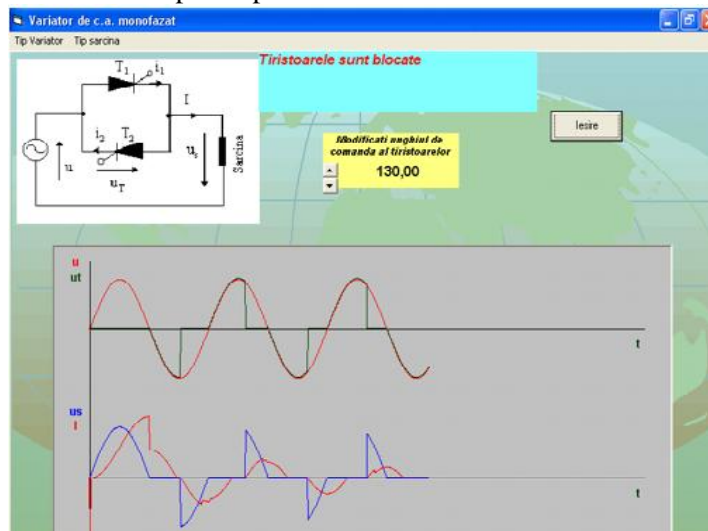 Variator de c.a. monofazat
Tip Variator Tip sarcina
Tiristoarele sunt blocate
T1
i1
I
i2
T2
u
uT
us
Sarcina
Iesire
Modificati unghiul de
comanda al tiristoarelor
130,00
u
ut
t
us
I
t